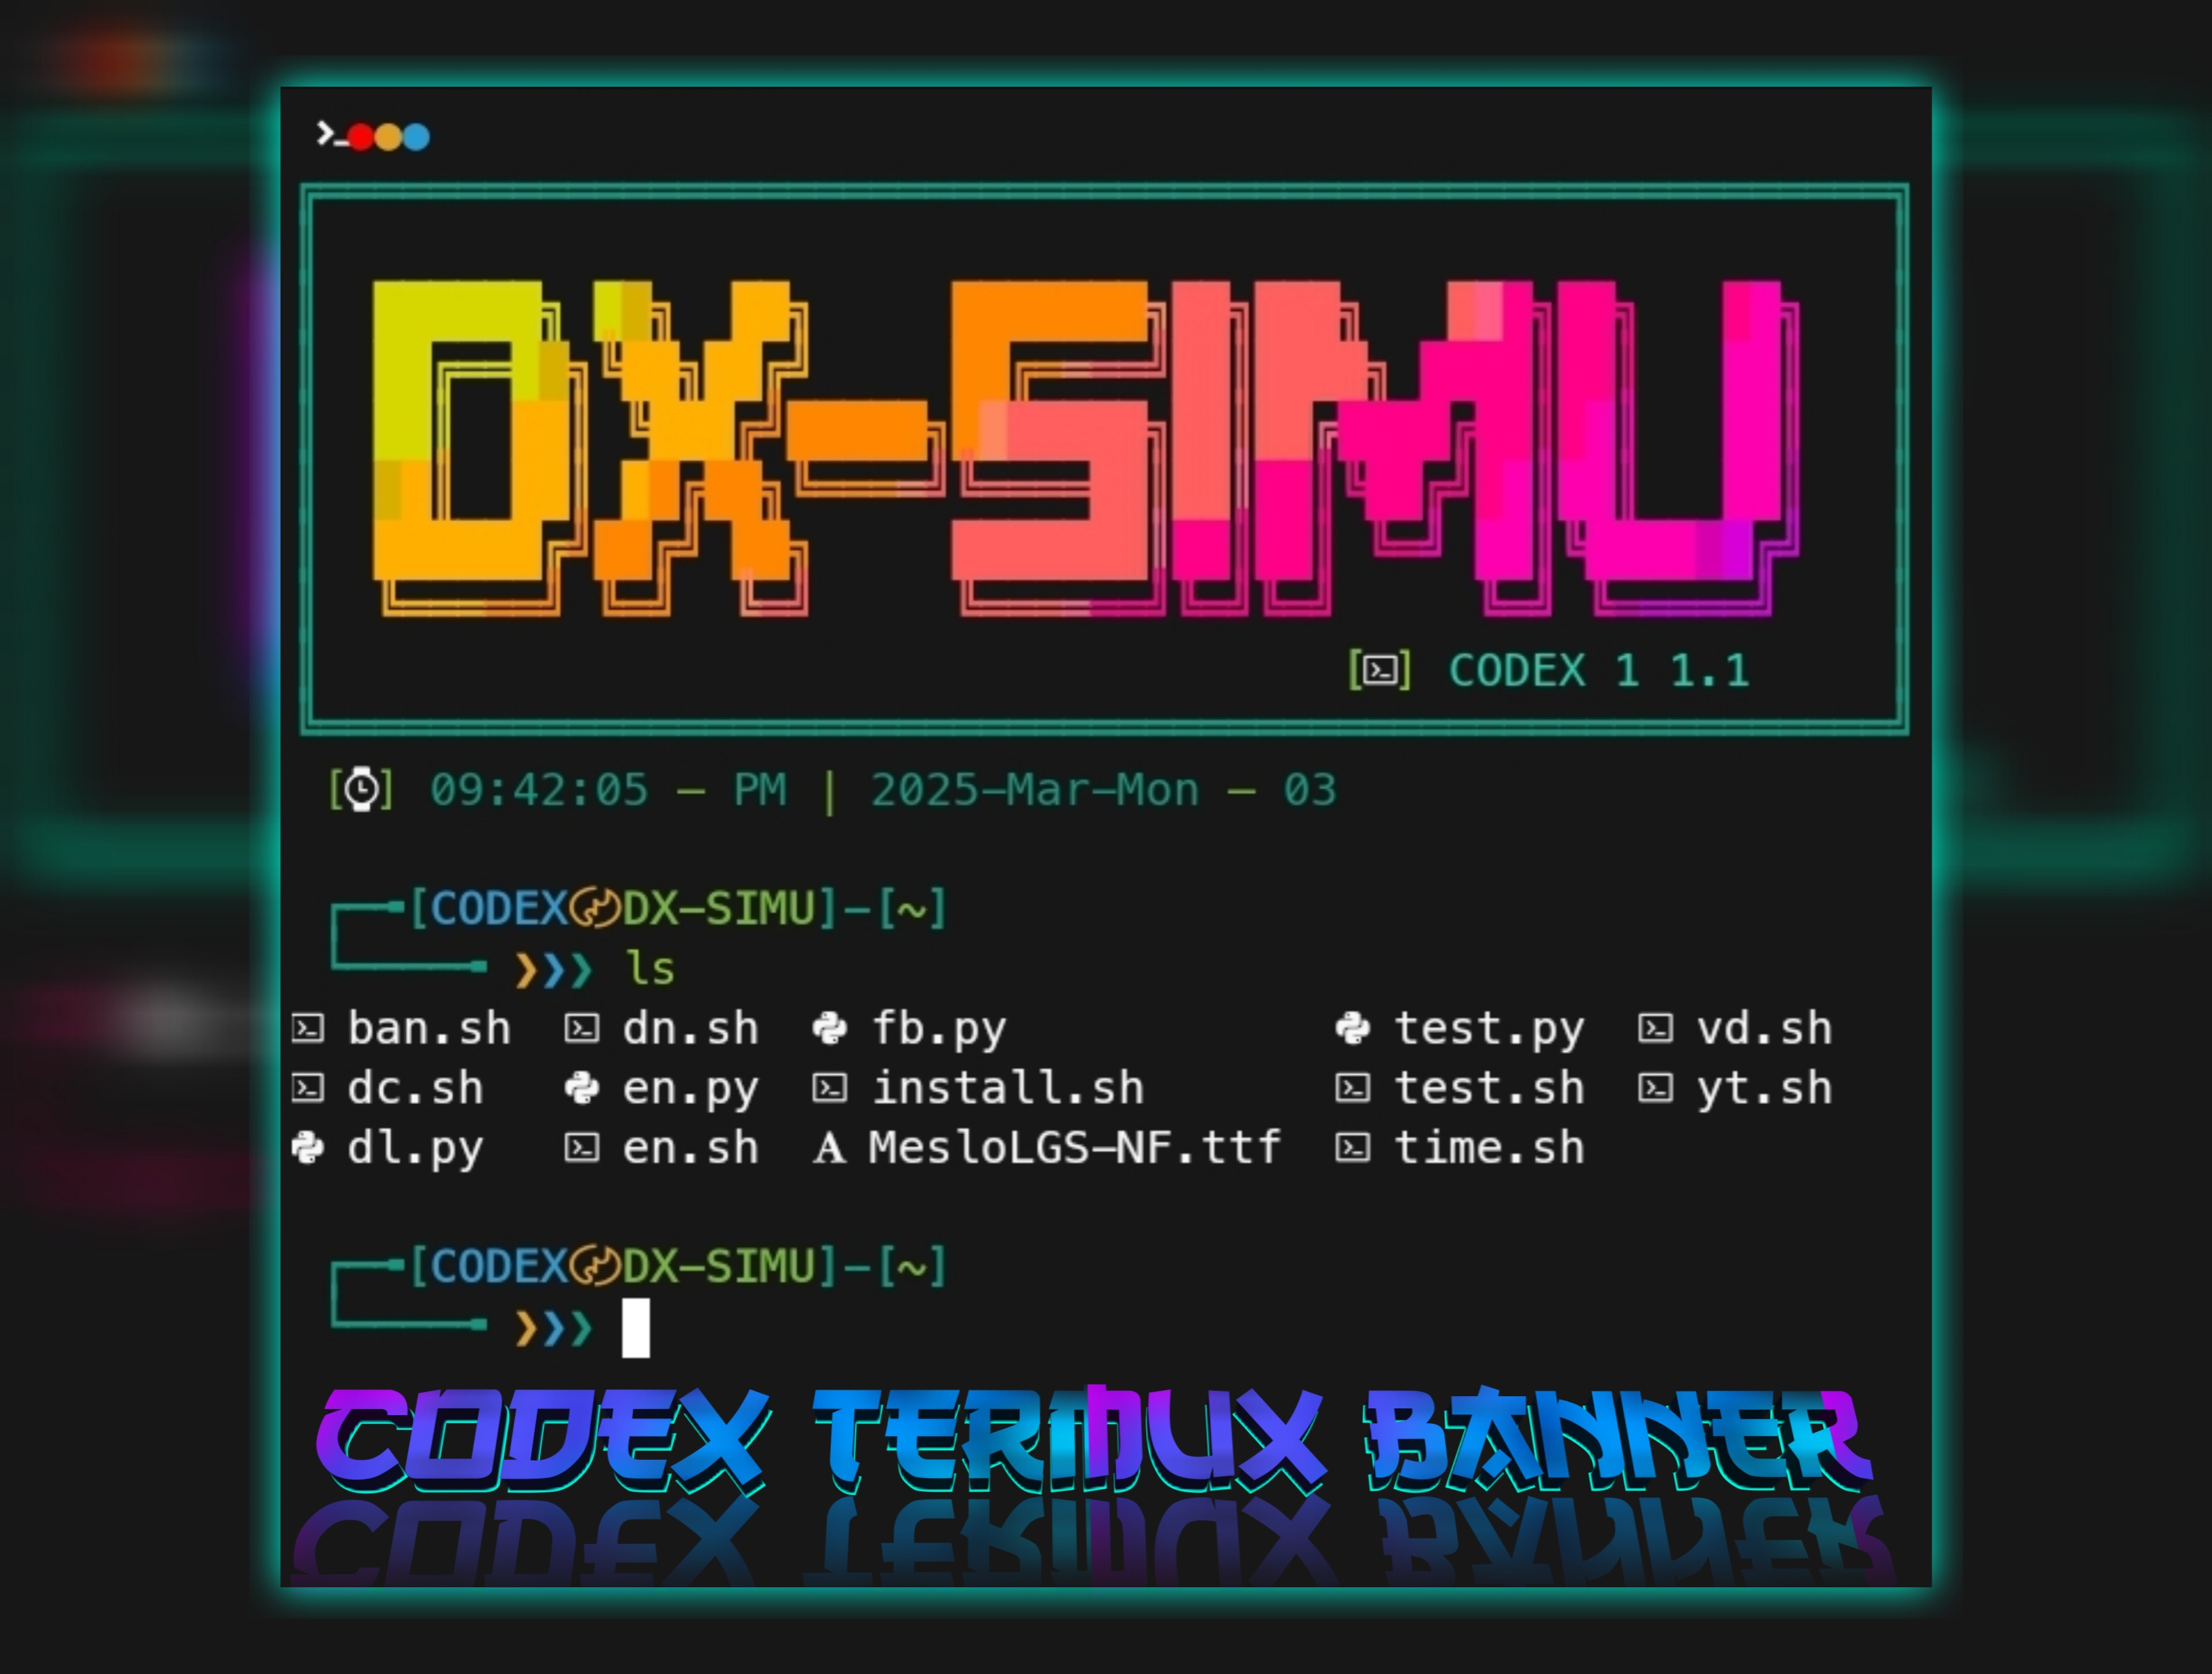 >_
DX-SIMU
[>_] CODEX 1 1.1
[] 09:42:05 — PM | 2025—Mar—Mon — 03
[CODEX DX—SIMU]—[~]
❯❯❯ ls
ban.sh dn.sh fb.py test.py vd.sh
dc.sh en.py install.sh test.sh yt.sh
dl.py en.sh A MesloLGS—NF.ttf time.sh
[CODEX DX—SIMU]—[~]
❯❯❯
CODEX TERMUX BANNER